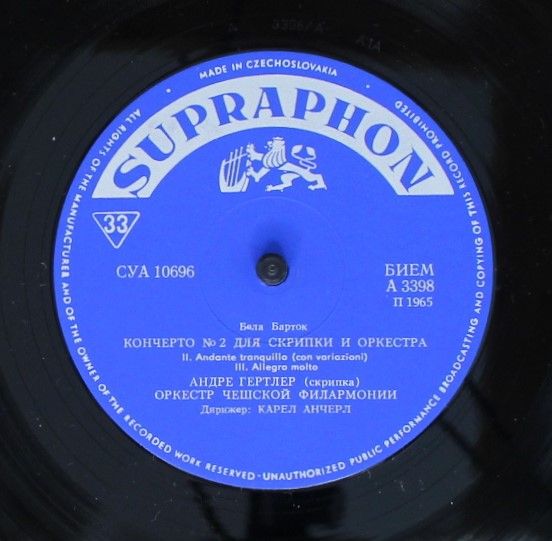 MADE IN CZECHOSLOVAKIA
ALL RIGHTS OF THE MANUFACTURER AND OF THE OWNER OF THE RECORDED WORK RESERVED - UNAUTHORIZED PUBLIC PERFORMANCE BROADCASTING AND COPYING OF THIS RECORD PROHIBITED
SUPRAPHON
33
СУА 10696
БИЕМ
А 3398
П 1965
Бела Барток
КОНЧЕРТО №2 ДЛЯ СКРИПКИ И ОРКЕСТРА
II. Andante tranquillo (con variazioni)
III. Allegro molto
АНДРЕ ГЕРТЛЕР (скрипка)
ОРКЕСТР ЧЕШСКОЙ ФИЛАРМОНИИ
Дирижер: КАРЕЛ АНЧЕРЛ